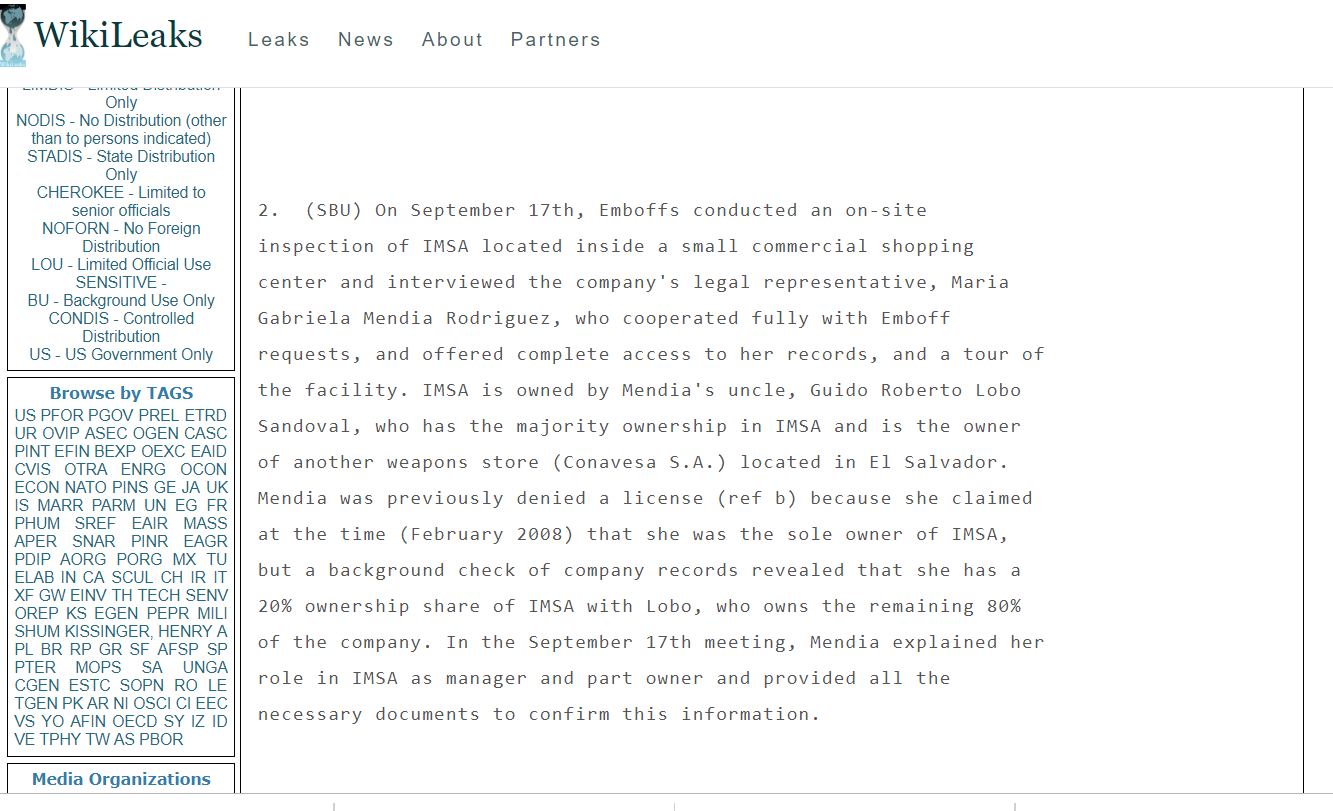 WikiLeaks
Leaks News About Partners
LIMDIS - Limited Distribution
Only
NODIS - No Distribution (other
than to persons indicated)
STADIS - State Distribution
Only
CHEROKEE - Limited to
senior officials
NOFORN - No Foreign
Distribution
LOU - Limited Official Use
SENSITIVE -
BU - Background Use Only
CONDIS - Controlled
Distribution
US - US Government Only
Browse by TAGS
US PFOR PGOV PREL ETRD
UR OVIP ASEC OGEN CASC
PINT EFIN BEXP OEXC EAID
CVIS OTRA ENRG OCON
ECON NATO PINS GE JA UK
IS MARR PARM UN EG FR
PHUM SREF EAIR MASS
APER SNAR PINR EAGR
PDIP AORG PORG MX TU
ELAB IN CA SCUL CH IR IT
XF GW EINV TH TECH SENV
OREP KS EGEN PEPR MILI
SHUM KISSINGER, HENRY A
PL BR RP GR SF AFSP SP
PTER MOPS SA UNGA
CGEN ESTC SOPN RO LE
TGEN PK AR NI OSCI CI EEC
VS YO AFIN OECD SY IZ ID
VE TPHY TW AS PBOR
Media Organizations
2. (SBU) On September 17th, Emboffs conducted an on-site
inspection of IMSA located inside a small commercial shopping
center and interviewed the company's legal representative, Maria
Gabriela Mendia Rodriguez, who cooperated fully with Emboff
requests, and offered complete access to her records, and a tour of
the facility. IMSA is owned by Mendia's uncle, Guido Roberto Lobo
Sandoval, who has the majority ownership in IMSA and is the owner
of another weapons store (Conavesa S.A.) located in El Salvador.
Mendia was previously denied a license (ref b) because she claimed
at the time (February 2008) that she was the sole owner of IMSA,
but a background check of company records revealed that she has a
20% ownership share of IMSA with Lobo, who owns the remaining 80%
of the company. In the September 17th meeting, Mendia explained her
role in IMSA as manager and part owner and provided all the
necessary documents to confirm this information.